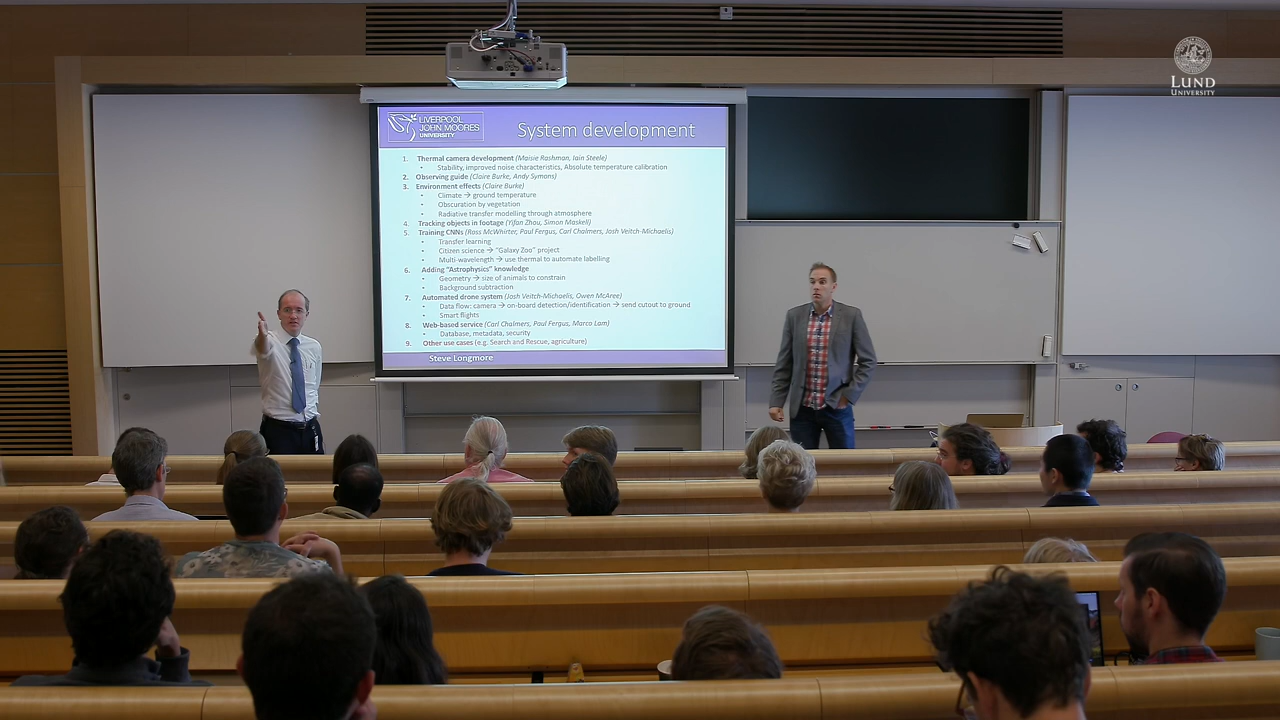 LUND
UNIVERSITY
LIVERPOOL
JOHN MOORES
UNIVERSITY
System development
1. Thermal camera development (Maisie Rashman, Iain Steele)
• Stability, improved noise characteristics, Absolute temperature calibration
2. Observing guide (Claire Burke, Andy Symons)
3. Environment effects (Claire Burke)
• Climate → ground temperature
• Obscuration by vegetation
• Radiative transfer modelling through atmosphere
4. Tracking objects in footage (Yifan Zhou, Simon Maskell)
5. Training CNNs (Ross McWhirter, Paul Fergus, Carl Chalmers, Josh Veitch-Michaelis)
• Transfer learning
• Citizen science → "Galaxy Zoo" project
• Multi-wavelength → use thermal to automate labelling
6. Adding "Astrophysics" knowledge
• Geometry → size of animals to constrain
• Background subtraction
7. Automated drone system (Josh Veitch-Michaelis, Owen McAree)
• Data flow: camera → on-board detection/identification → send cutout to ground
• Smart flights
8. Web-based service (Carl Chalmers, Paul Fergus, Marco Lam)
• Database, metadata, security
9. Other use cases (e.g. Search and Rescue, agriculture)
Steve Longmore